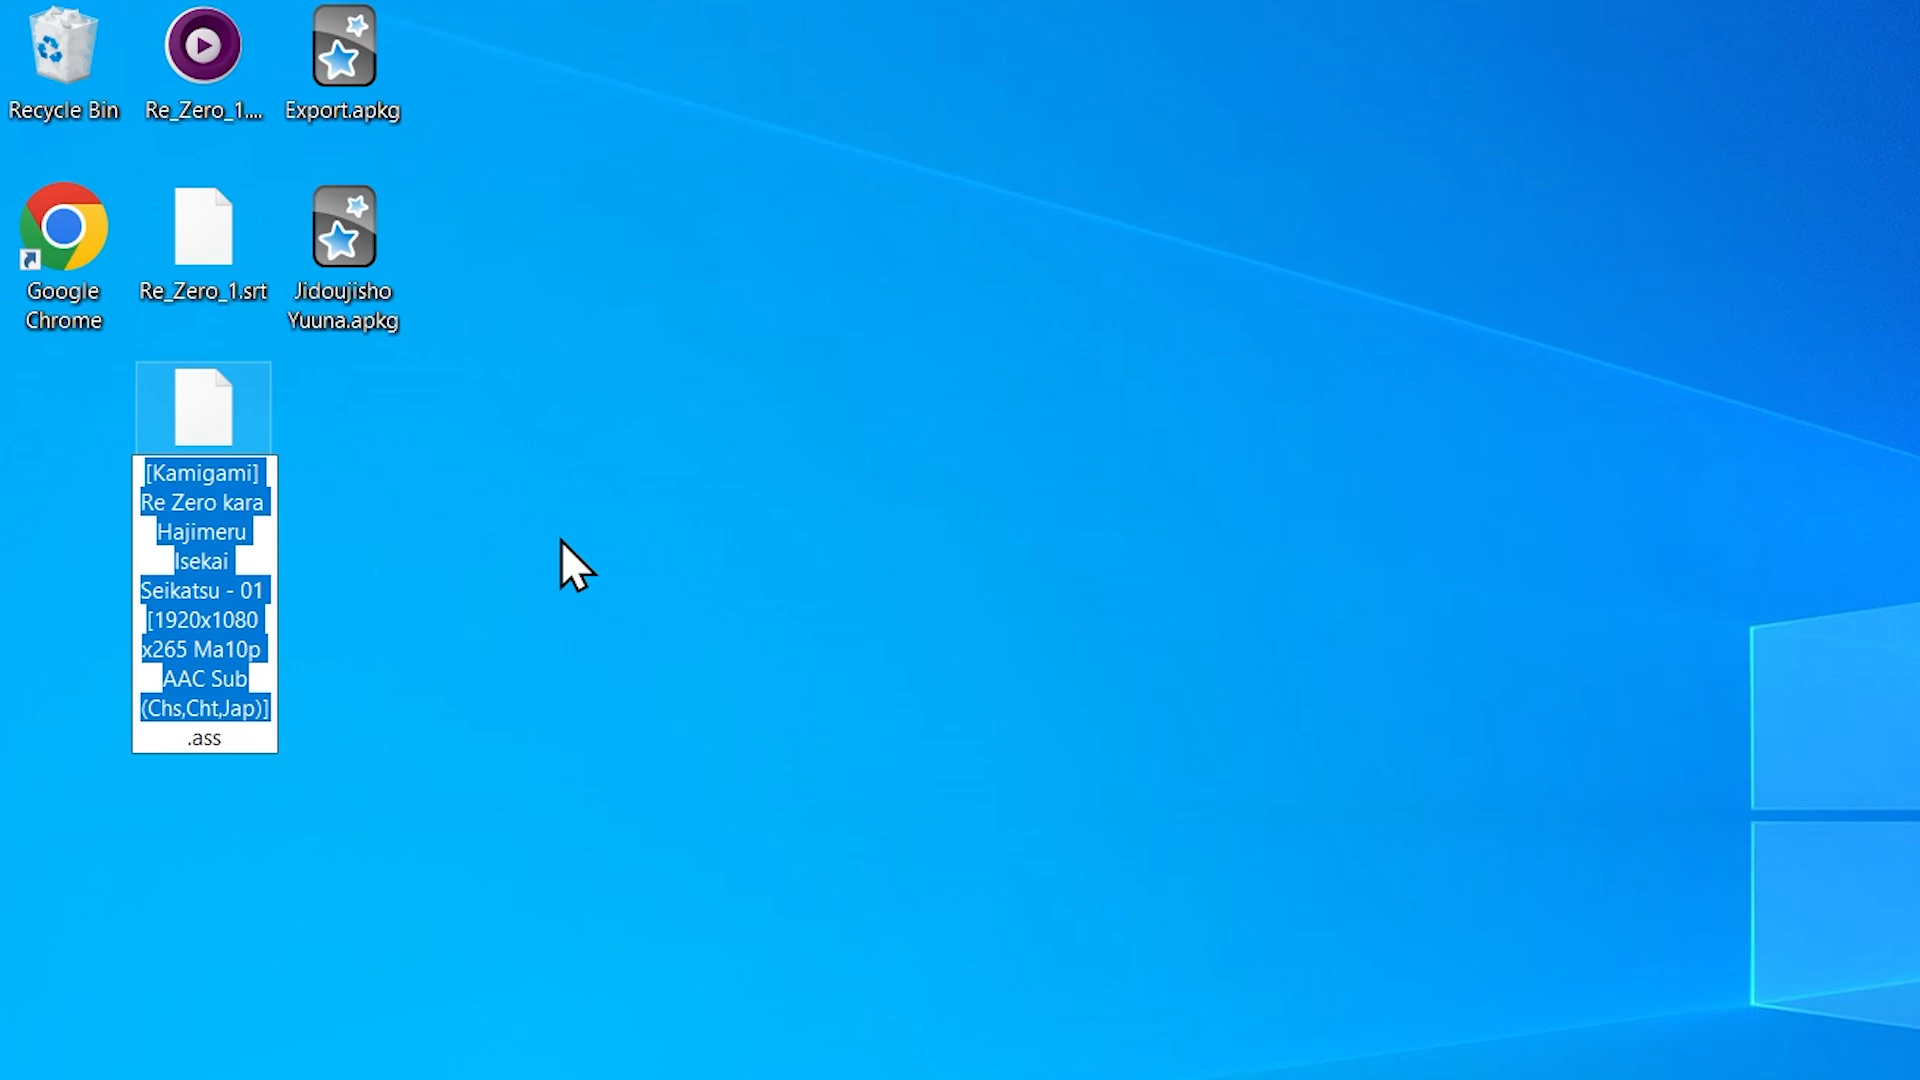 Recycle Bin
Re_Zero_1....
Export.apkg
Google
Chrome
Re_Zero_1.srt
Jidoujisho
Yuuna.apkg
[Kamigami]
Re Zero kara
Hajimeru
Isekai
Seikatsu - 01
[1920x1080
x265 Ma10p
AAC Sub
(Chs,Cht,Jap)]
.ass